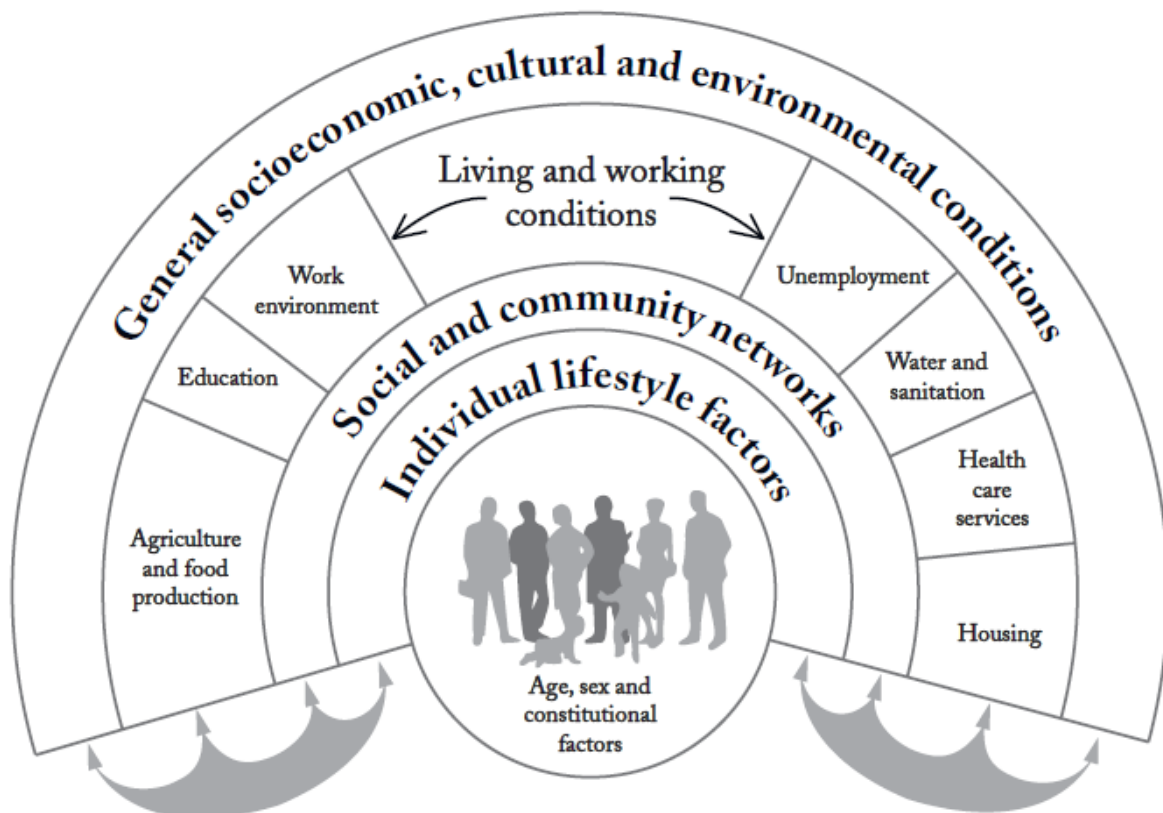 General socioeconomic, cultural and environmental conditions
Living and working
conditions
Work
environment
Unemployment
Education
Water and
sanitation
Agriculture
and food
production
Health
care
services
Housing
Social and community networks
Individual lifestyle factors
Age, sex and
constitutional
factors